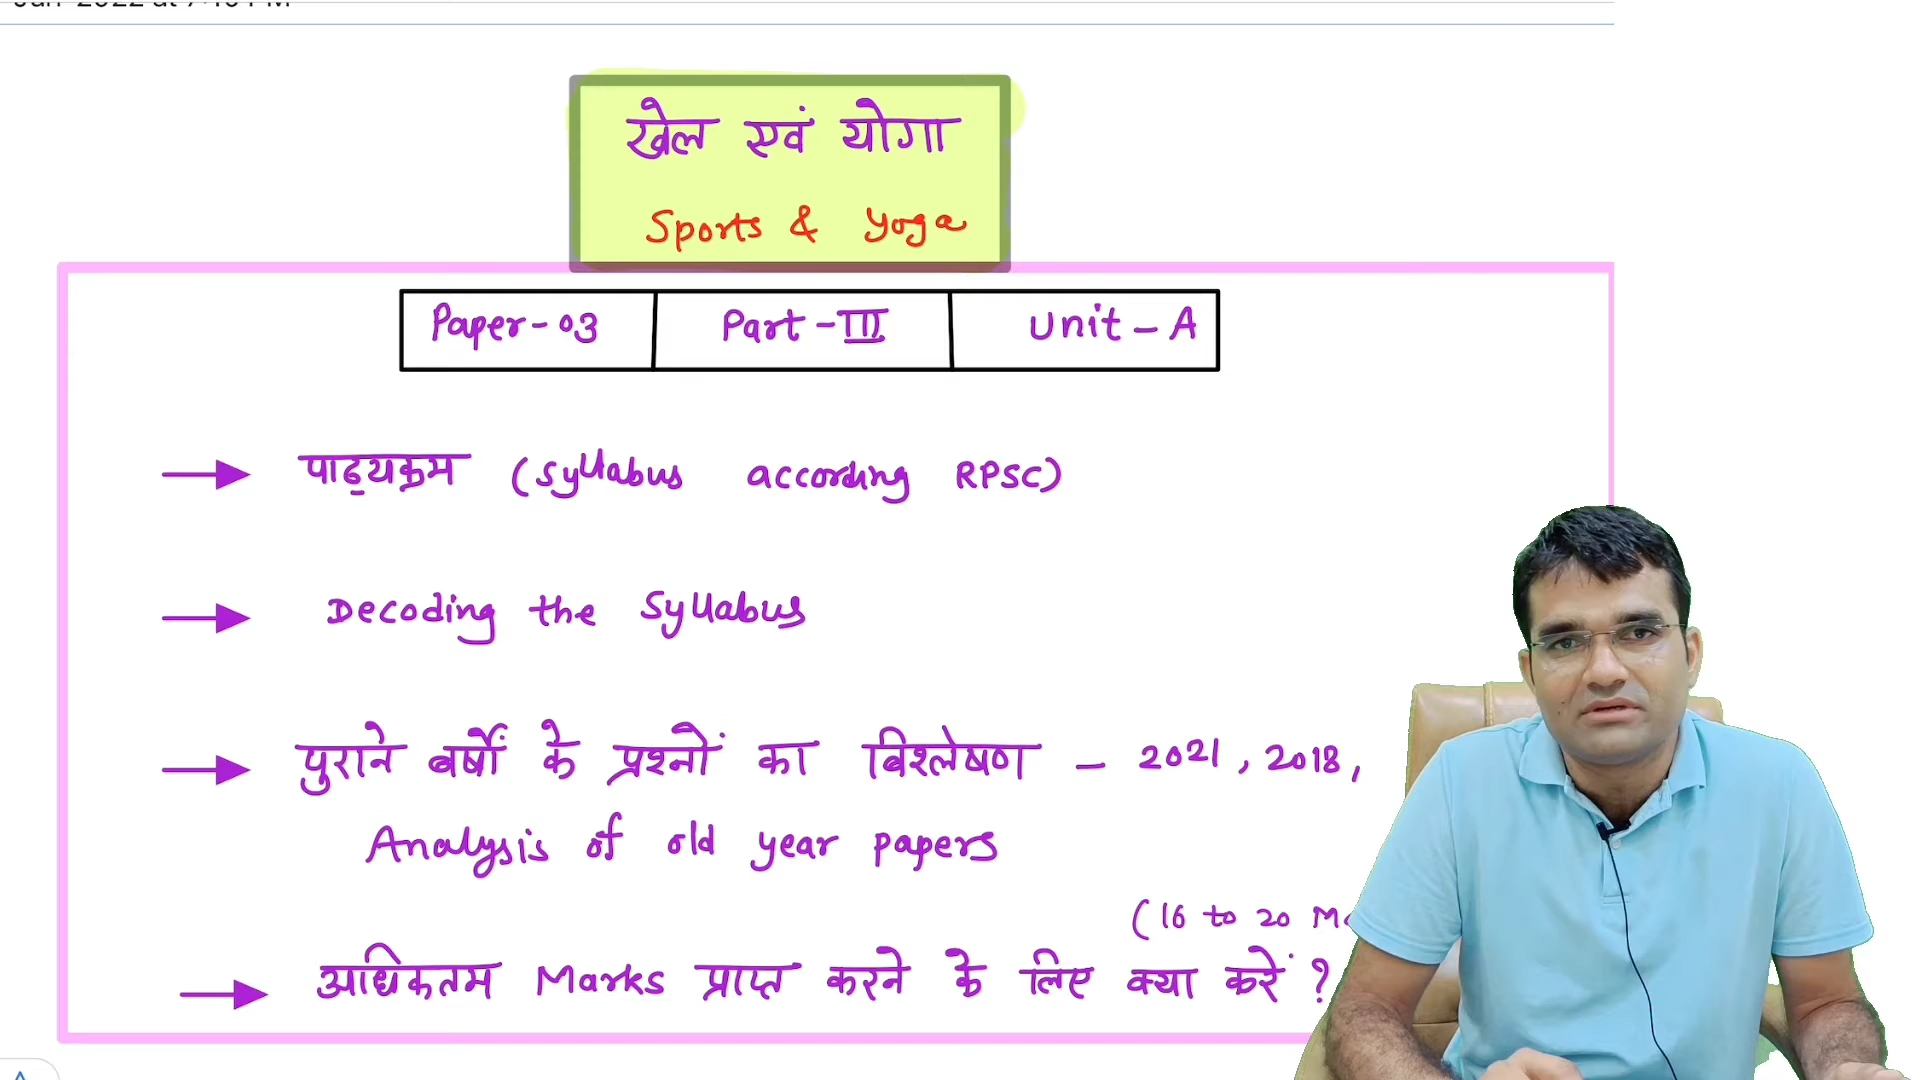 खेल एवं योगा
Sports & Yoga
Paper-03 Part-III Unit-A
पाठ्यक्रम (Syllabus according RPSC)
Decoding the Syllabus
पुराने वर्षों के प्रश्नों का विश्लेषण - 2021, 2018,
Analysis of old year papers
(16 to 20
अधिकतम Marks प्राप्त करने के लिए क्या करें ?